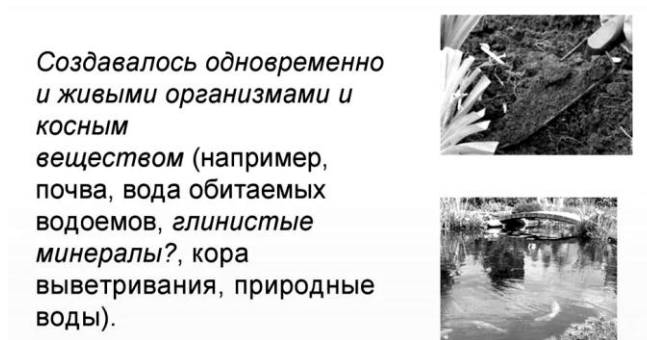 Создавалось одновременно
и живыми организмами и
косным
веществом (например,
почва, вода обитаемых
водоемов, глинистые
минералы?, кора
выветривания, природные
воды).